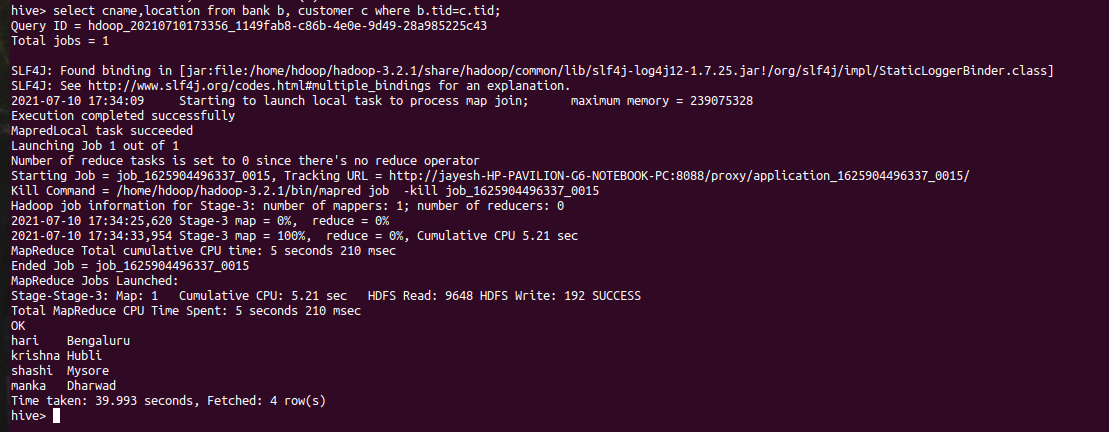 hive> select cname,location from bank b, customer c where b.tid=c.tid;
Query ID = hdoop_20210710173356_1149fab8-c86b-4e0e-9d49-28a985225c43
Total jobs = 1
SLF4J: Found binding in [jar:file:/home/hdoop/hadoop-3.2.1/share/hadoop/common/lib/slf4j-log4j12-1.7.25.jar!/org/slf4j/impl/StaticLoggerBinder.class]
SLF4J: See http://www.slf4j.org/codes.html#multiple_bindings for an explanation.
2021-07-10 17:34:09     Starting to launch local task to process map join;      maximum memory = 239075328
Execution completed successfully
MapredLocal task succeeded
Launching Job 1 out of 1
Number of reduce tasks is set to 0 since there's no reduce operator
Starting Job = job_1625904496337_0015, Tracking URL = http://jayesh-HP-PAVILION-G6-NOTEBOOK-PC:8088/proxy/application_1625904496337_0015/
Kill Command = /home/hdoop/hadoop-3.2.1/bin/mapred job  -kill job_1625904496337_0015
Hadoop job information for Stage-3: number of mappers: 1; number of reducers: 0
2021-07-10 17:34:25,620 Stage-3 map = 0%,  reduce = 0%
2021-07-10 17:34:33,954 Stage-3 map = 100%,  reduce = 0%, Cumulative CPU 5.21 sec
MapReduce Total cumulative CPU time: 5 seconds 210 msec
Ended Job = job_1625904496337_0015
MapReduce Jobs Launched:
Stage-Stage-3: Map: 1   Cumulative CPU: 5.21 sec   HDFS Read: 9648 HDFS Write: 192 SUCCESS
Total MapReduce CPU Time Spent: 5 seconds 210 msec
OK
hari    Bengaluru
krishna Hubli
shashi  Mysore
manka   Dharwad
Time taken: 39.993 seconds, Fetched: 4 row(s)
hive>